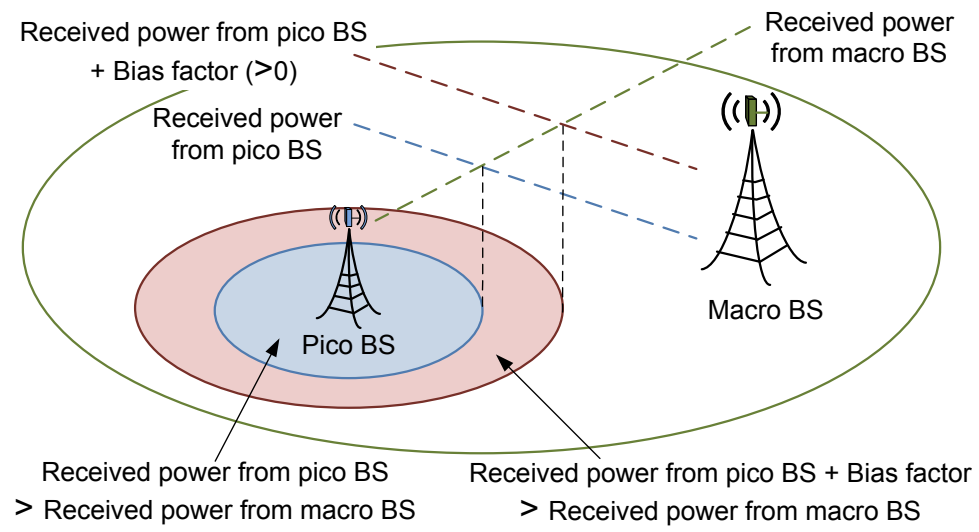 Received power from pico BS
+ Bias factor (>0)
Received power
from macro BS
Received power
from pico BS
Macro BS
Pico BS
Received power from pico BS
> Received power from macro BS
Received power from pico BS + Bias factor
> Received power from macro BS